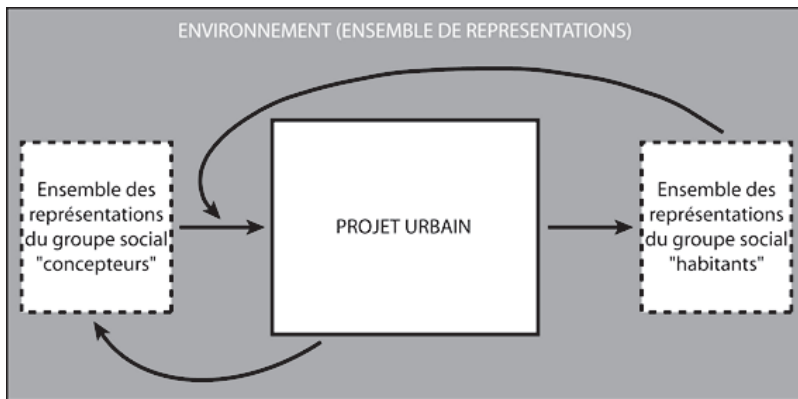 ENVIRONNEMENT (ENSEMBLE DE REPRESENTATIONS)
Ensemble des
représentations
du groupe social
"concepteurs"
PROJET URBAIN
Ensemble des
représentations
du groupe social
"habitants"